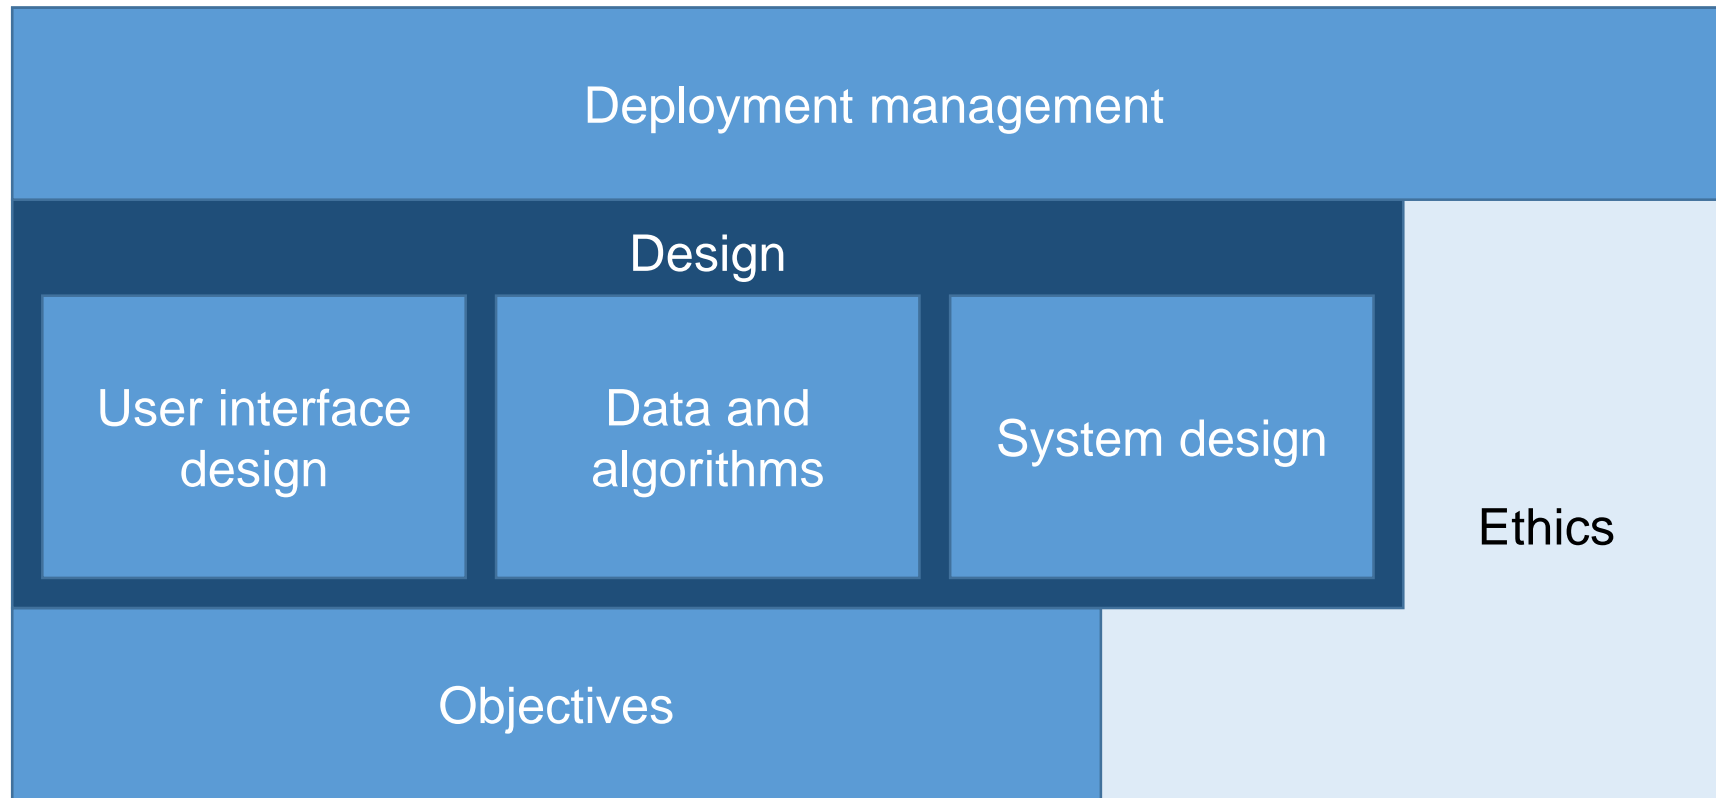 Deployment management
Design
User interface
design
Data and
algorithms
System design
Ethics
Objectives